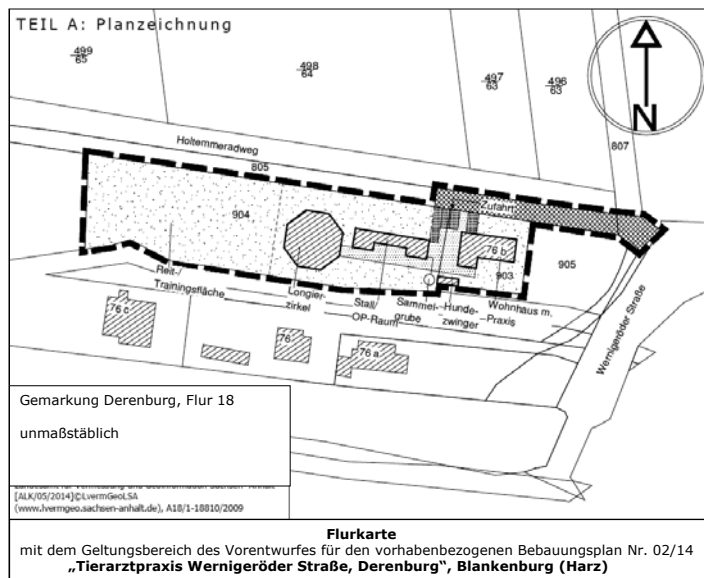 TEIL A: Planzeichnung
499
65
498
64
497
63
496
63
N
807
Holtemmeradweg
805
Zufahrt
904
76 b
903
905
Reit-/
Trainingsfläche
Longier-
zirkel
Stall/
OP-Raum
Sammel-
grube
Hunde-
zwinger
Wohnhaus m.
Praxis
Wernigeröder Straße
76 c
76
76 a
Gemarkung Derenburg, Flur 18
unmaßstäblich
[ALK/05/2014]©LvermGeoLSA
(www.lvermgeo.sachsen-anhalt.de), A18/1-18810/2009
Flurkarte
mit dem Geltungsbereich des Vorentwurfes für den vorhabenbezogenen Bebauungsplan Nr. 02/14
„Tierarztpraxis Wernigeröder Straße, Derenburg“, Blankenburg (Harz)